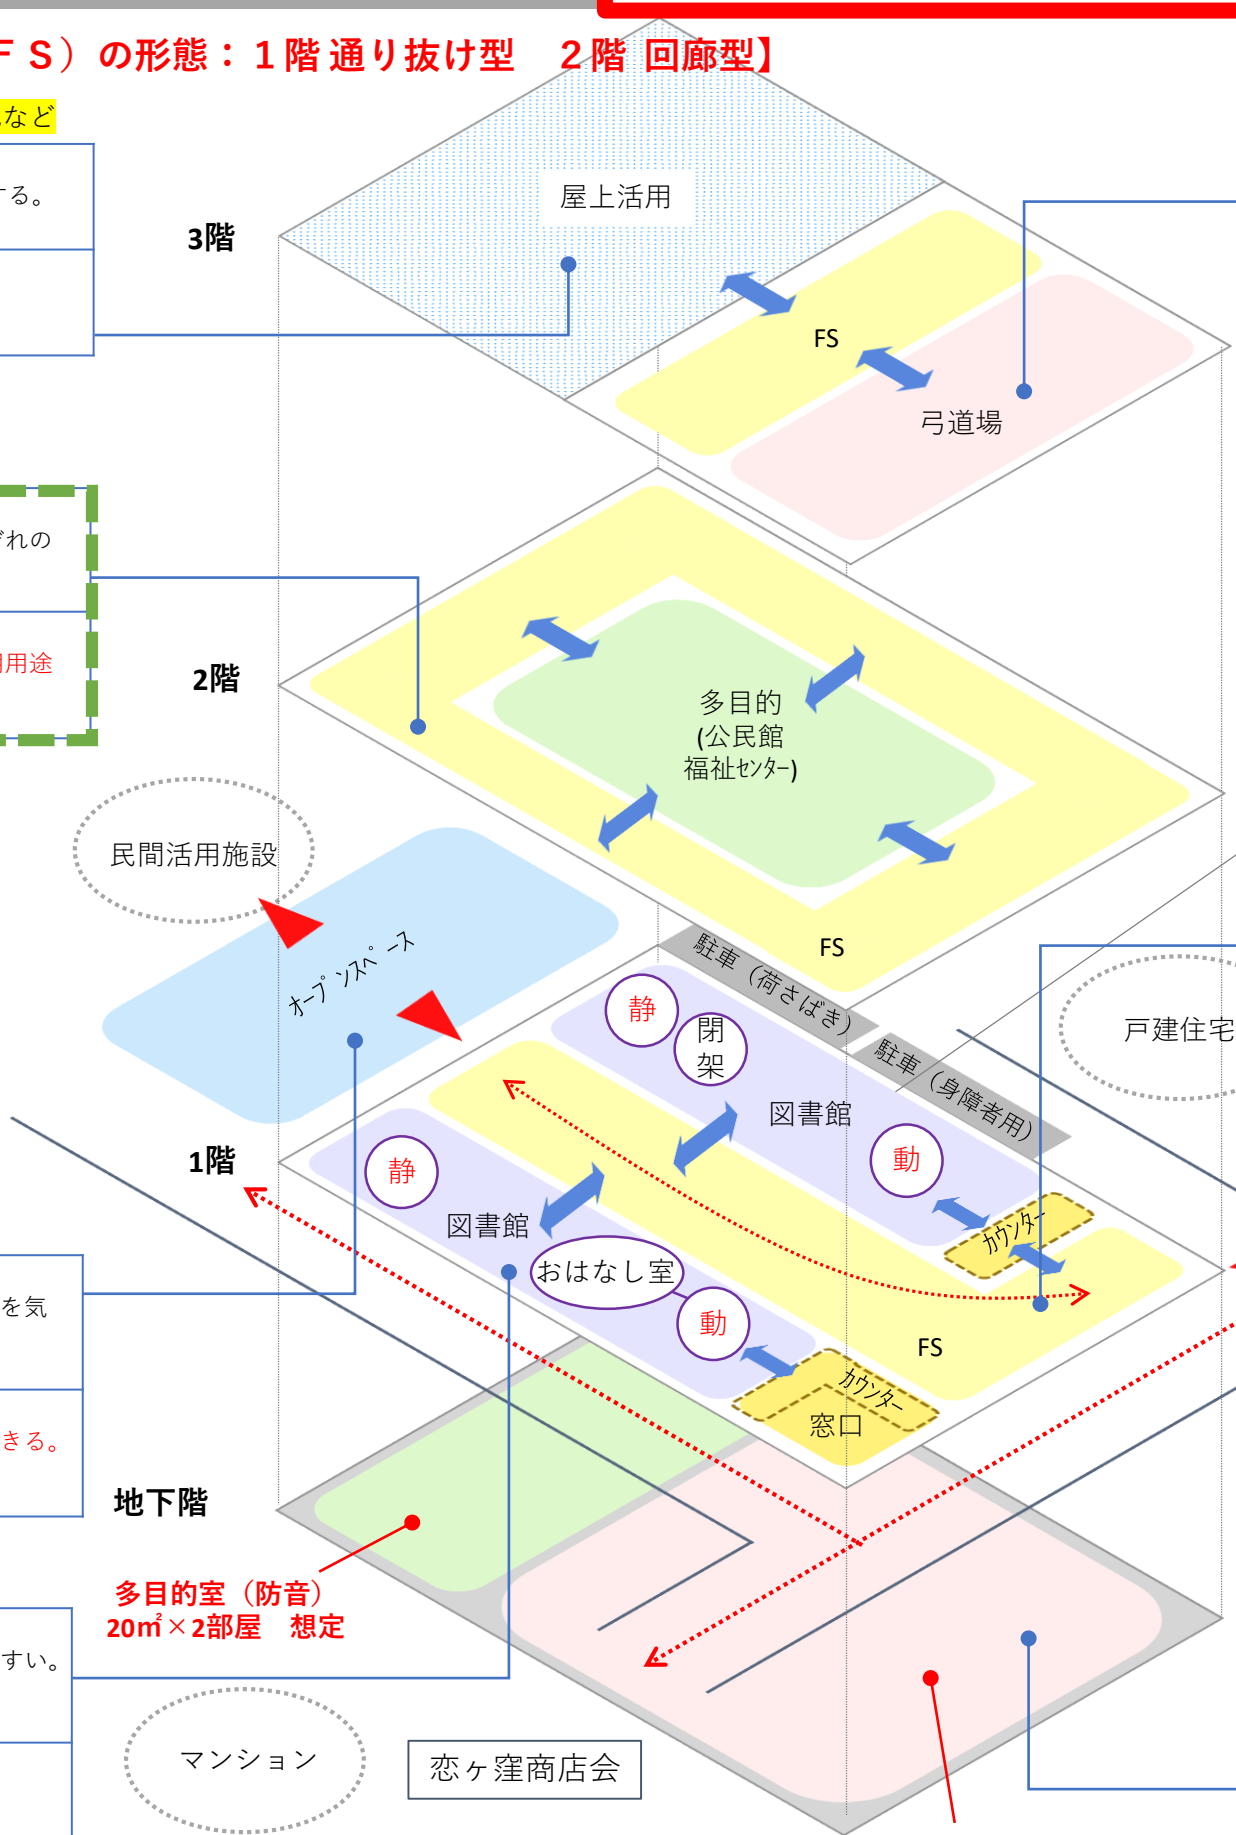 ＦＳ）の形態：１階 通り抜け型　２階 回廊型】
など
する。
3階
屋上活用
FS
弓道場
ぞれの
用途
2階
多目的
(公民館
福祉ｾﾝﾀｰ)
FS
民間活用施設
ｵｰﾌﾟﾝｽﾍﾟｰｽ
駐車（荷さばき）
駐車（身障者用）
戸建住宅
静
閉
架
図書館
動
ｶｳﾝﾀｰ
1階
静
図書館
おはなし室
動
FS
ｶｳﾝﾀｰ
窓口
を気
きる。
地下階
多目的室（防音）
20㎡×2部屋　想定
すい。
マンション
恋ヶ窪商店会